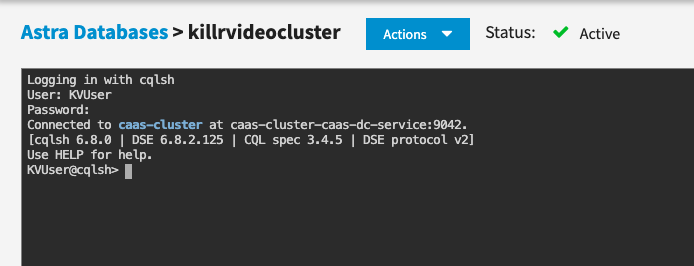 Astra Databases > killrvideocluster Actions Status: Active
Logging in with cqlsh
User: KVUser
Password:
Connected to caas-cluster at caas-cluster-caas-dc-service:9042.
[cqlsh 6.8.0 | DSE 6.8.2.125 | CQL spec 3.4.5 | DSE protocol v2]
Use HELP for help.
KVUser@cqlsh>